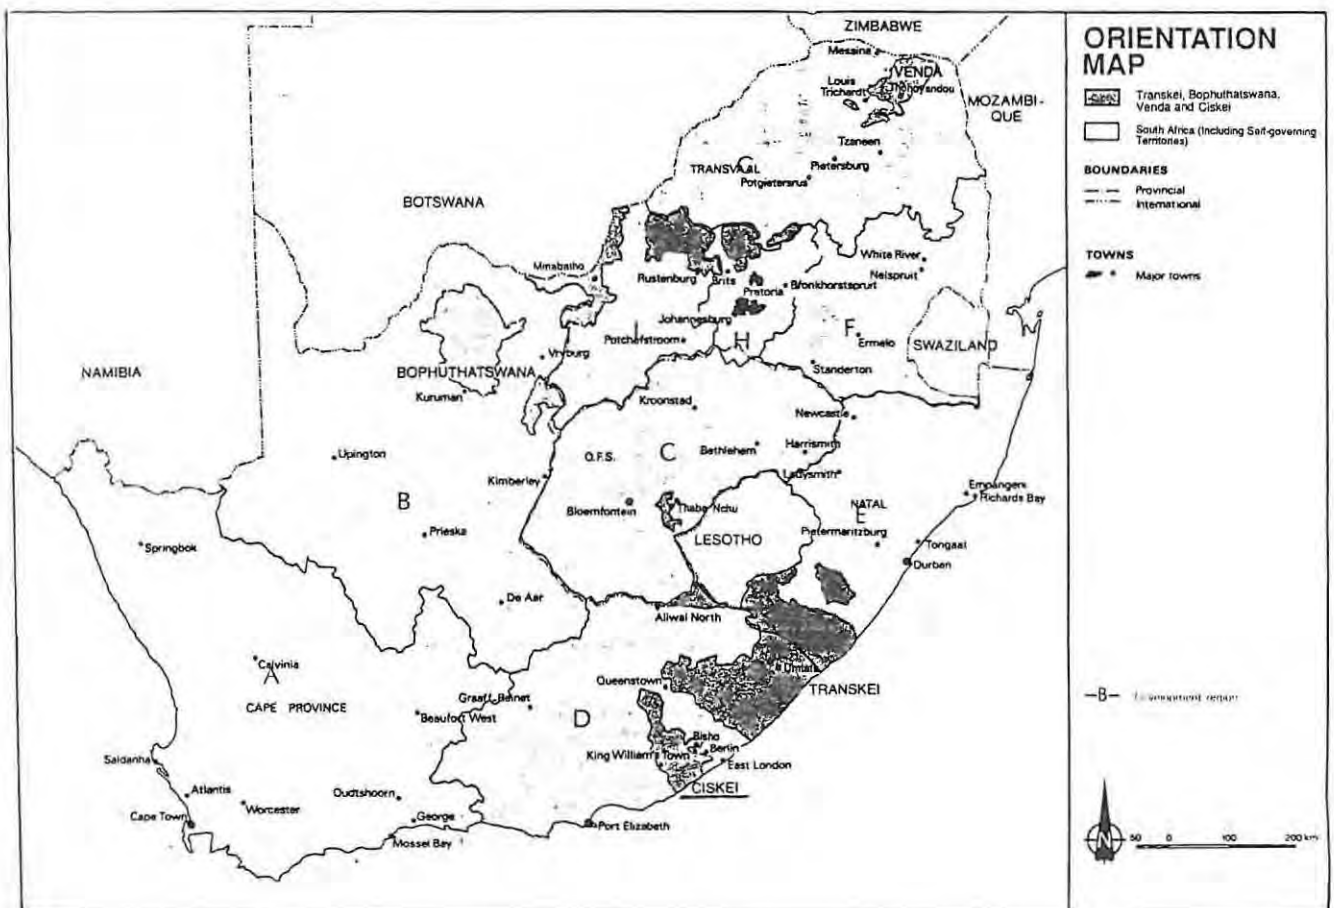 ZIMBABWE
Messina
VENDA
Louis
Trichardt
Thohoyandou
MOZAMBI-
QUE
Tzaneen
Pietersburg
TRANSVAAL
G
Potgietersrus
BOTSWANA
White River
Nelspruit
Mmabatho
Rustenburg
Brits
Pretoria
Bronkhorstspruit
Johannesburg
Potchefstroom
H
F
Ermelo
SWAZILAND
Vryburg
Standerton
NAMIBIA
BOPHUTHATSWANA
Kuruman
Kroonstad
Newcastle
Upington
O.F.S.
C
Bethlehem
Harrismith
Kimberley
Ladysmith
Empangeni
Richards Bay
B
Bloemfontein
Thaba Nchu
NATAL
E
Pietermaritzburg
Prieska
LESOTHO
Springbok
Tongaat
Durban
De Aar
Aliwal North
Calvinia
A
Umtata
Queenstown
TRANSKEI
CAPE PROVINCE
Graaff-Reinet
Beaufort West
D
Bisho
King William's Town
Berlin
East London
Saldanha
Atlantis
Worcester
Oudtshoorn
CISKEI
Cape Town
George
Port Elizabeth
Mossel Bay
ORIENTATION
MAP
Transkei, Bophuthatswana,
Venda and Ciskei
South Africa (Including Self-governing
Territories)
BOUNDARIES
Provincial
International
TOWNS
Major towns
B Development region
N
50 0 100 200 km